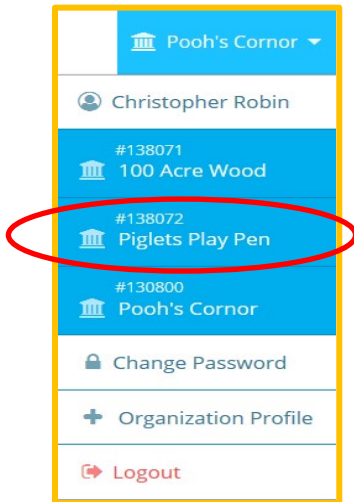 Pooh's Cornor
Christopher Robin
#138071
100 Acre Wood
#138072
Piglets Play Pen
#130800
Pooh's Cornor
Change Password
Organization Profile
Logout